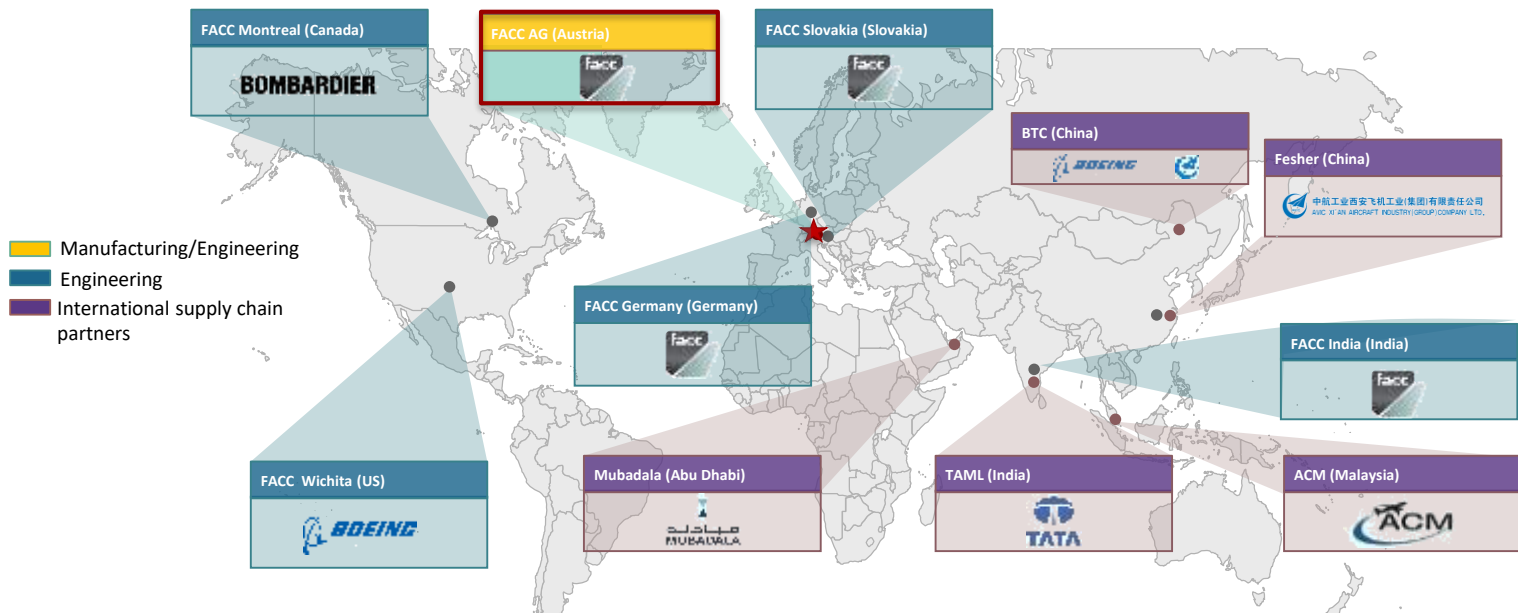 FACC Montreal (Canada)
BOMBARDIER
FACC AG (Austria)
facc
FACC Slovakia (Slovakia)
facc
BTC (China)
BOEING
Fesher (China)
中航工业西安飞机工业(集团)有限责任公司
AVIC XI'AN AIRCRAFT INDUSTRY(GROUP)COMPANY LTD.
Manufacturing/Engineering
Engineering
International supply chain
partners
FACC Germany (Germany)
facc
FACC India (India)
facc
FACC Wichita (US)
BOEING
Mubadala (Abu Dhabi)
مبادلة
MUBADALA
TAML (India)
TATA
ACM (Malaysia)
ACM